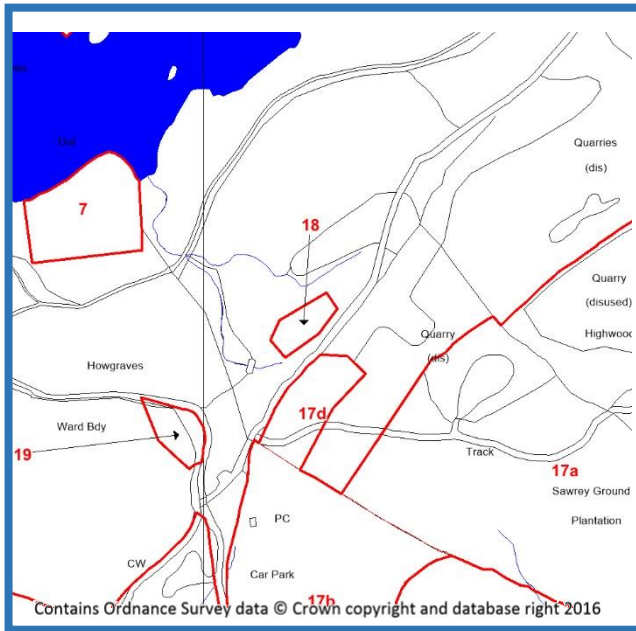 Out
7
18
Quarries
(dis)
Quarry
(disused)
Highwood
Quarry
(dis)
Howgraves
17d
Ward Bdy
19
Track
17a
Sawrey Ground
Plantation
PC
CW
Car Park
17b
Contains Ordnance Survey data © Crown copyright and database right 2016